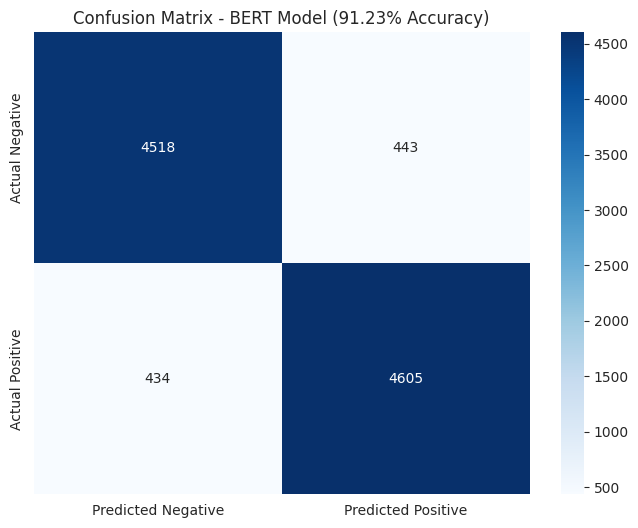 Confusion Matrix - BERT Model (91.23% Accuracy)
Actual Negative
4518
443
Actual Positive
434
4605
Predicted Negative
Predicted Positive
4500
4000
3500
3000
2500
2000
1500
1000
500